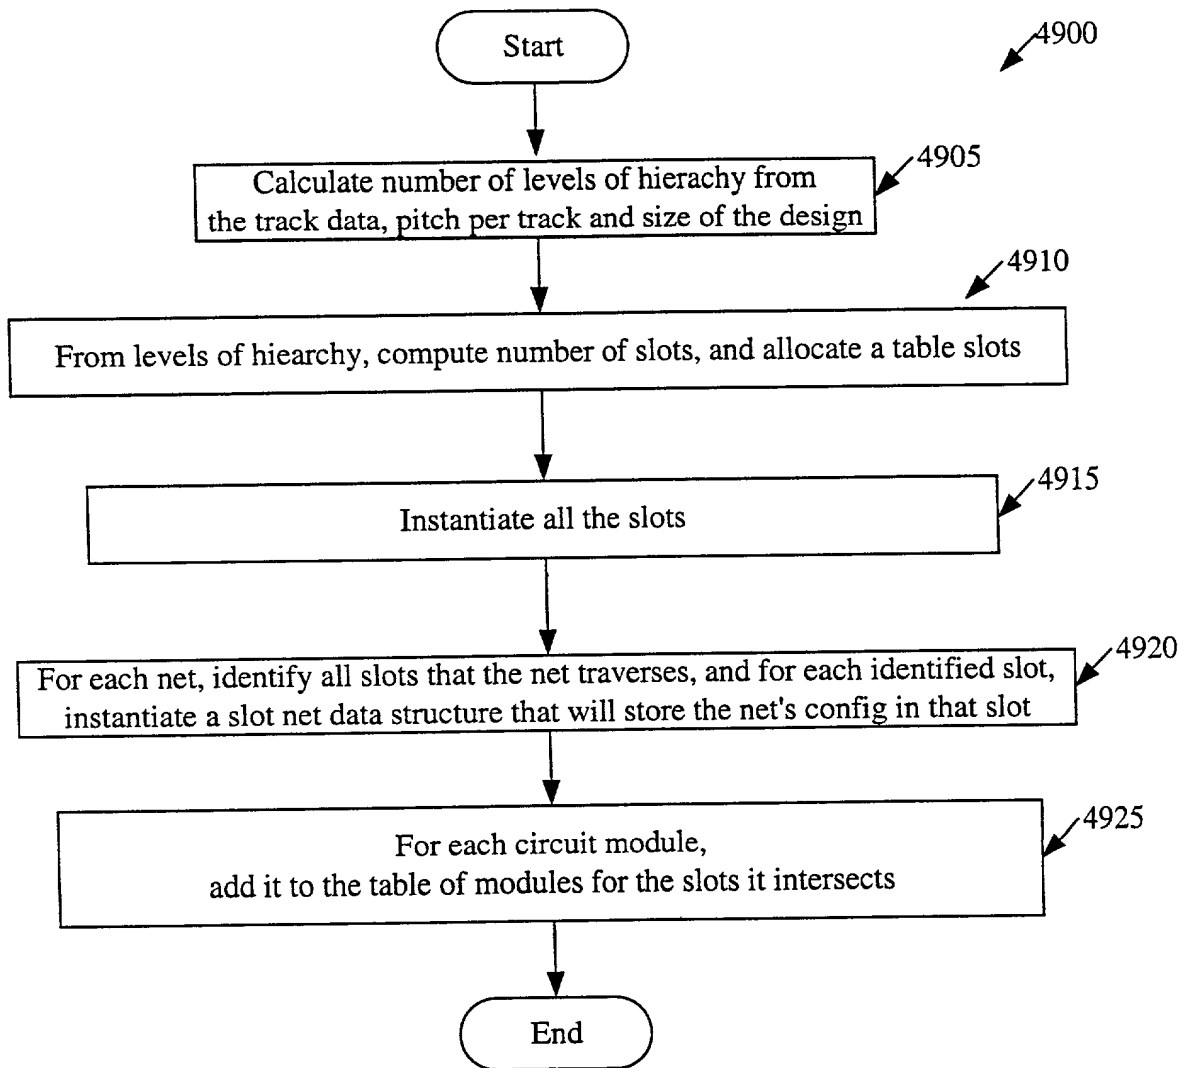 Start
4900
4905
Calculate number of levels of hierachy from
the track data, pitch per track and size of the design
4910
From levels of hiearchy, compute number of slots, and allocate a table slots
4915
Instantiate all the slots
4920
For each net, identify all slots that the net traverses, and for each identified slot,
instantiate a slot net data structure that will store the net's config in that slot
4925
For each circuit module,
add it to the table of modules for the slots it intersects
End